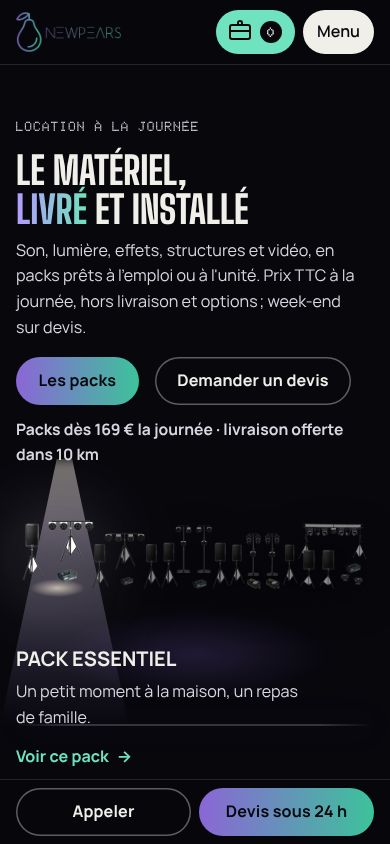 NEWPEARS
0
Menu
LOCATION À LA JOURNÉE
LE MATÉRIEL,
LIVRÉ ET INSTALLÉ
Son, lumière, effets, structures et vidéo, en
packs prêts à l'emploi ou à l'unité. Prix TTC à la
journée, hors livraison et options ; week-end
sur devis.
Les packs
Demander un devis
Packs dès 169 € la journée · livraison offerte
dans 10 km
PACK ESSENTIEL
Un petit moment à la maison, un repas
de famille.
Voir ce pack →
Appeler
Devis sous 24 h